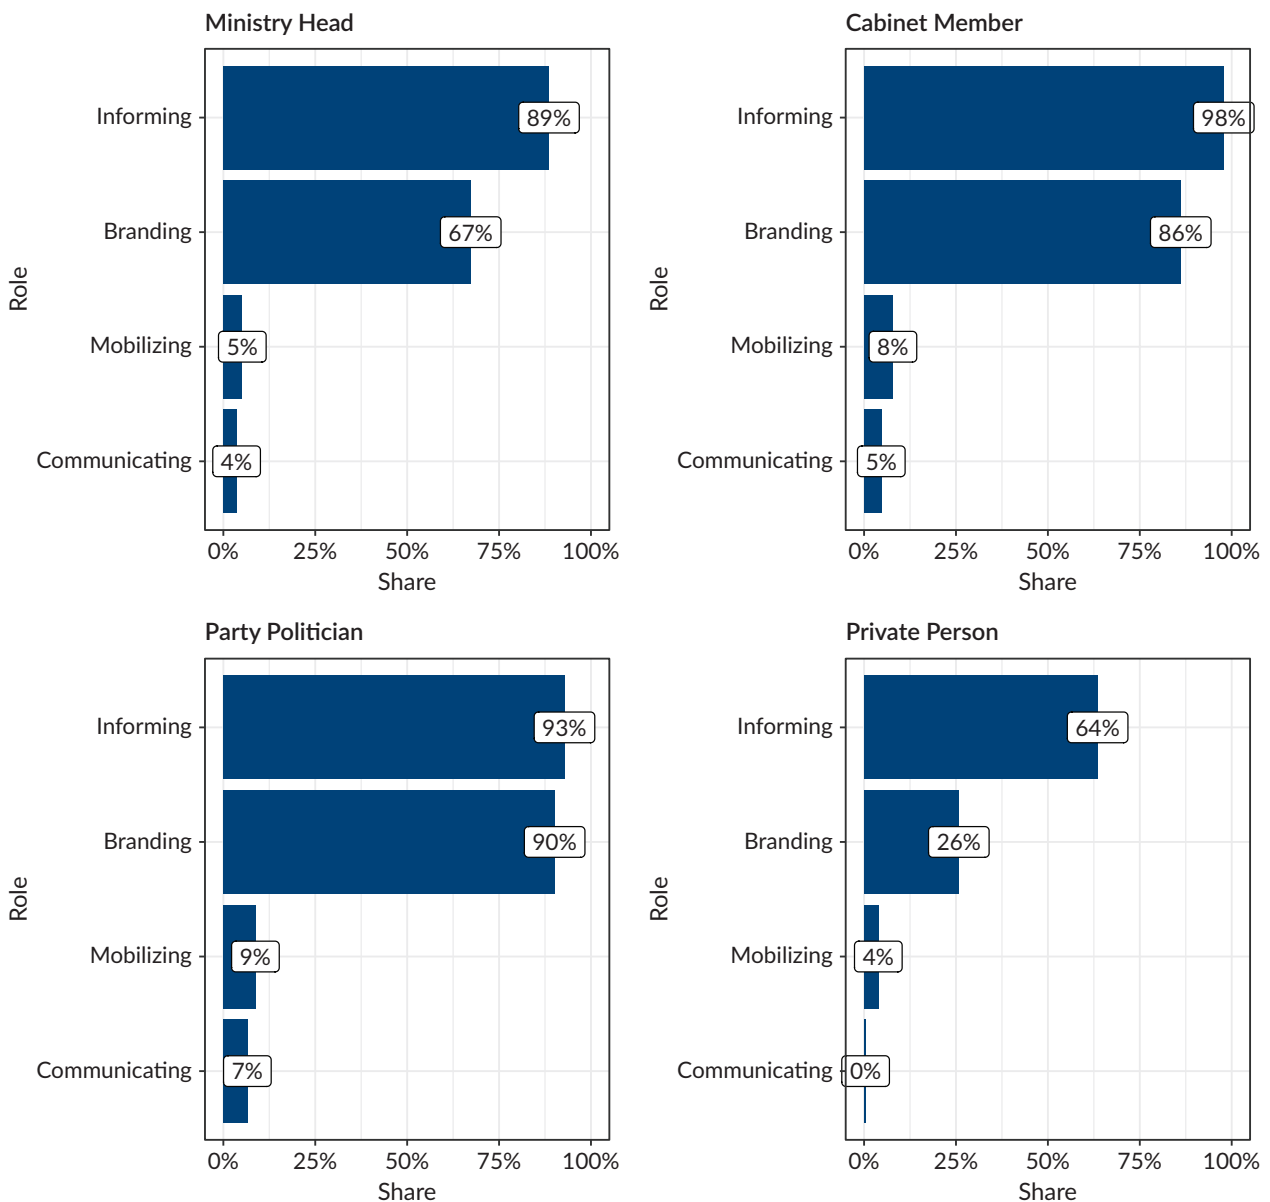 Ministry Head
Role
Informing
89%
Branding
67%
Mobilizing
5%
Communicating
4%
0% 25% 50% 75% 100%
Share
Cabinet Member
Role
Informing
98%
Branding
86%
Mobilizing
8%
Communicating
5%
0% 25% 50% 75% 100%
Share
Party Politician
Role
Informing
93%
Branding
90%
Mobilizing
9%
Communicating
7%
0% 25% 50% 75% 100%
Share
Private Person
Role
Informing
64%
Branding
26%
Mobilizing
4%
Communicating
0%
0% 25% 50% 75% 100%
Share